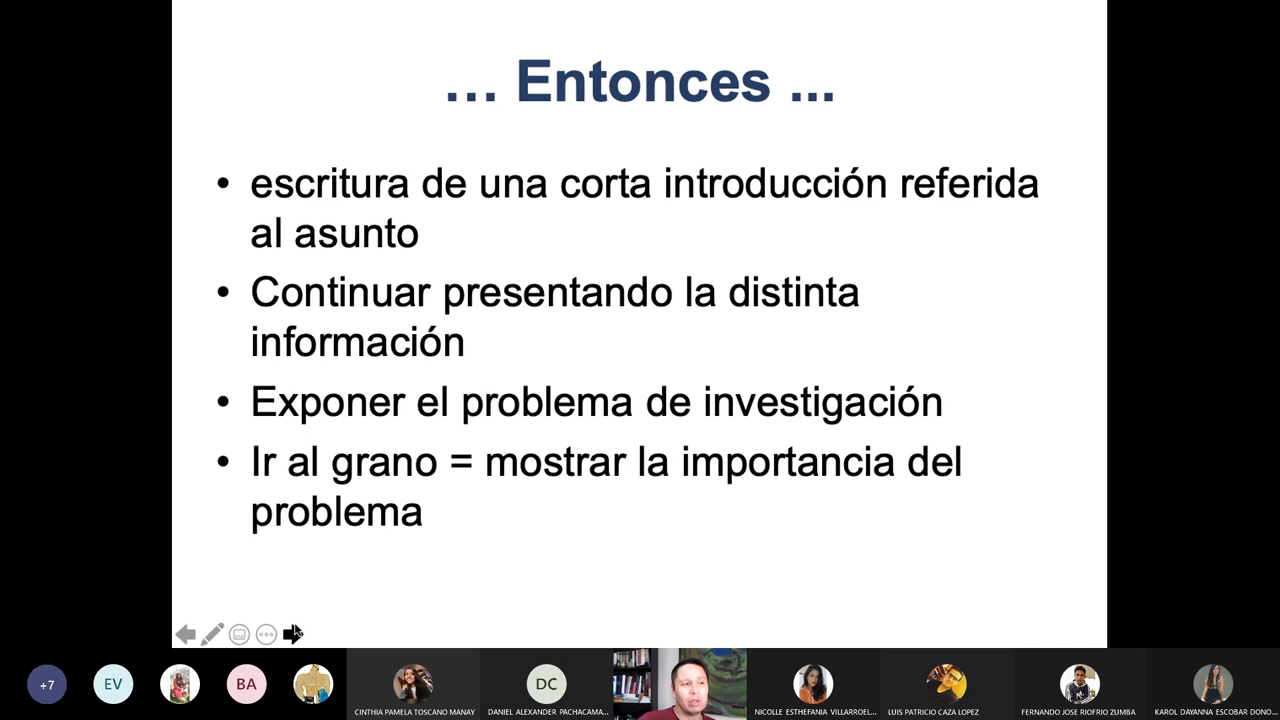 ... Entonces ...
• escritura de una corta introducción referida
al asunto
• Continuar presentando la distinta
información
• Exponer el problema de investigación
• Ir al grano = mostrar la importancia del
problema
+7
EV
BA
DC
CINTHIA PAMELA TOSCANO MANAY
DANIEL ALEXANDER PACHACAMA...
NICOLLE ESTHEFANIA VILLARROEL...
LUIS PATRICIO CAZA LOPEZ
FERNANDO JOSE RIOFRIO ZUMBA
KAROL DAYANNA ESCOBAR DONO...